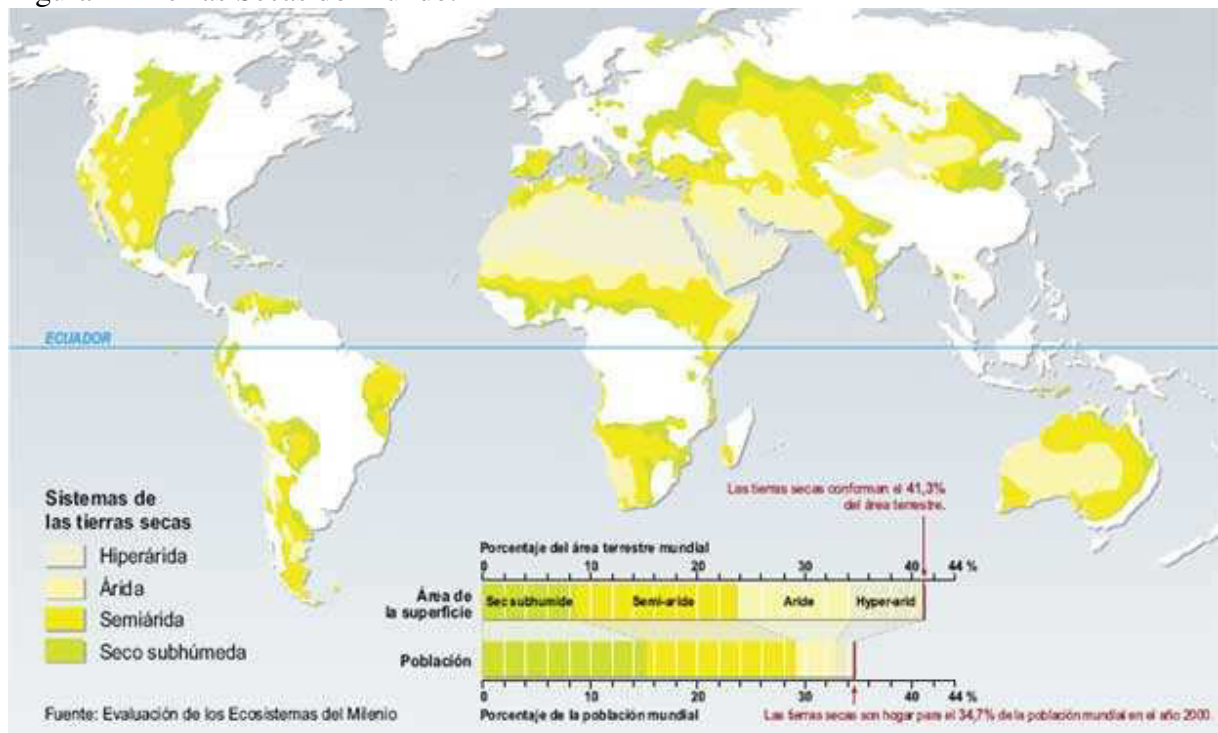 ECUADOR
Sistemas de
las tierras secas
Hiperárida
Árida
Semiárida
Seco subhúmeda
Fuente: Evaluación de los Ecosistemas del Milenio
Las tierras secas conforman el 41,3%
del área terrestre.
Porcentaje del área terrestre mundial
0 10 20 30 40 44 %
Área de
la superficie
Sec subhumide Semi-aride Aride Hyper-arid
Población
0 10 20 30 40 44 %
Porcentaje de la población mundial
Las tierras secas son hogar para el 34,7% de la población mundial en el año 2000.